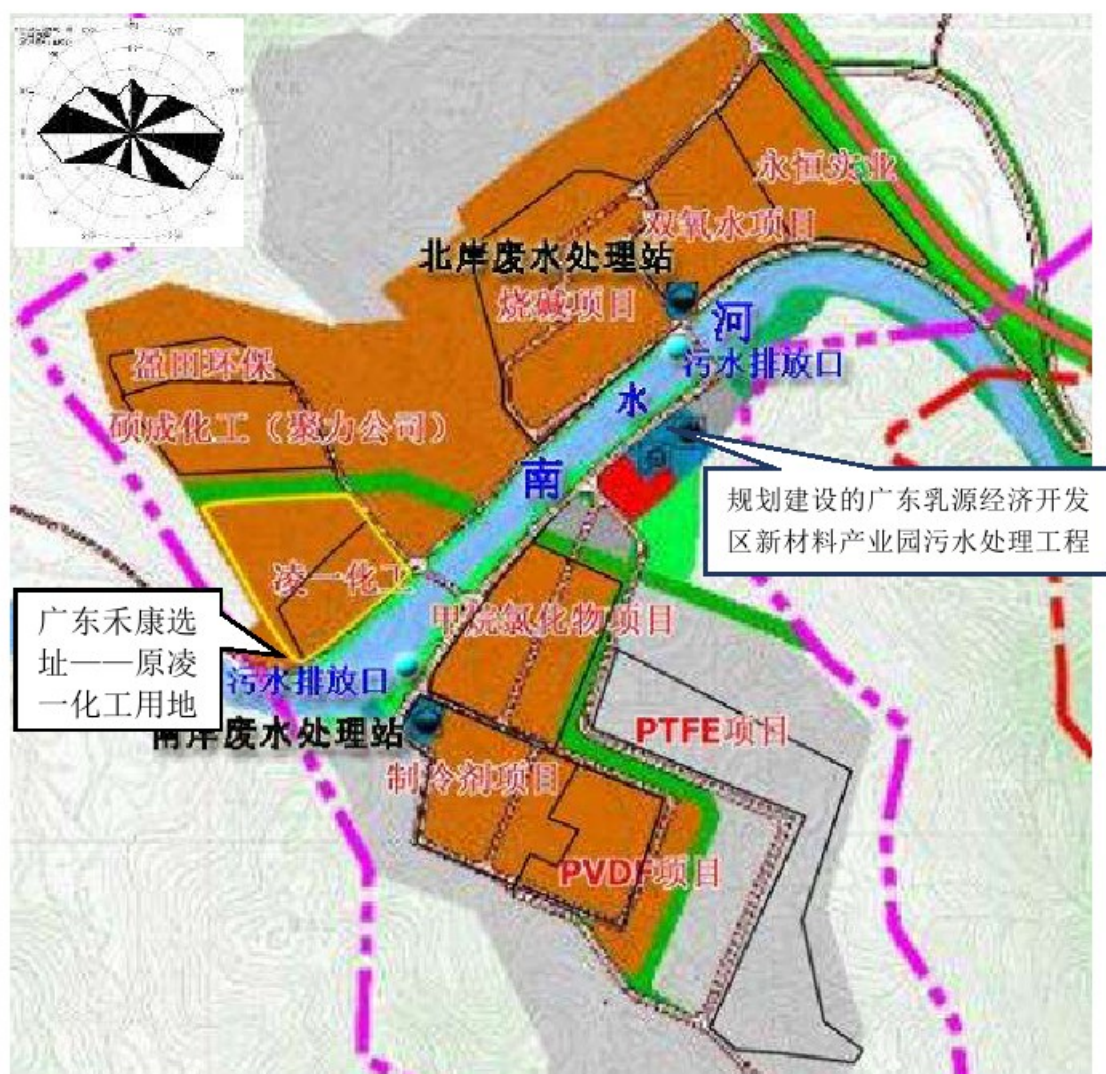 永恒实业
双氧水项目
北岸废水处理站
烧碱项目
河
污水排放口
水
盈田环保
硕成化工（聚力公司）
南
规划建设的广东乳源经济开发
区新材料产业园污水处理工程
凌一化工
甲烷氯化物项目
广东禾康选
址——原凌
一化工用地
污水排放口
南岸废水处理站
PTFE项目
制冷剂项目
PVDF项目